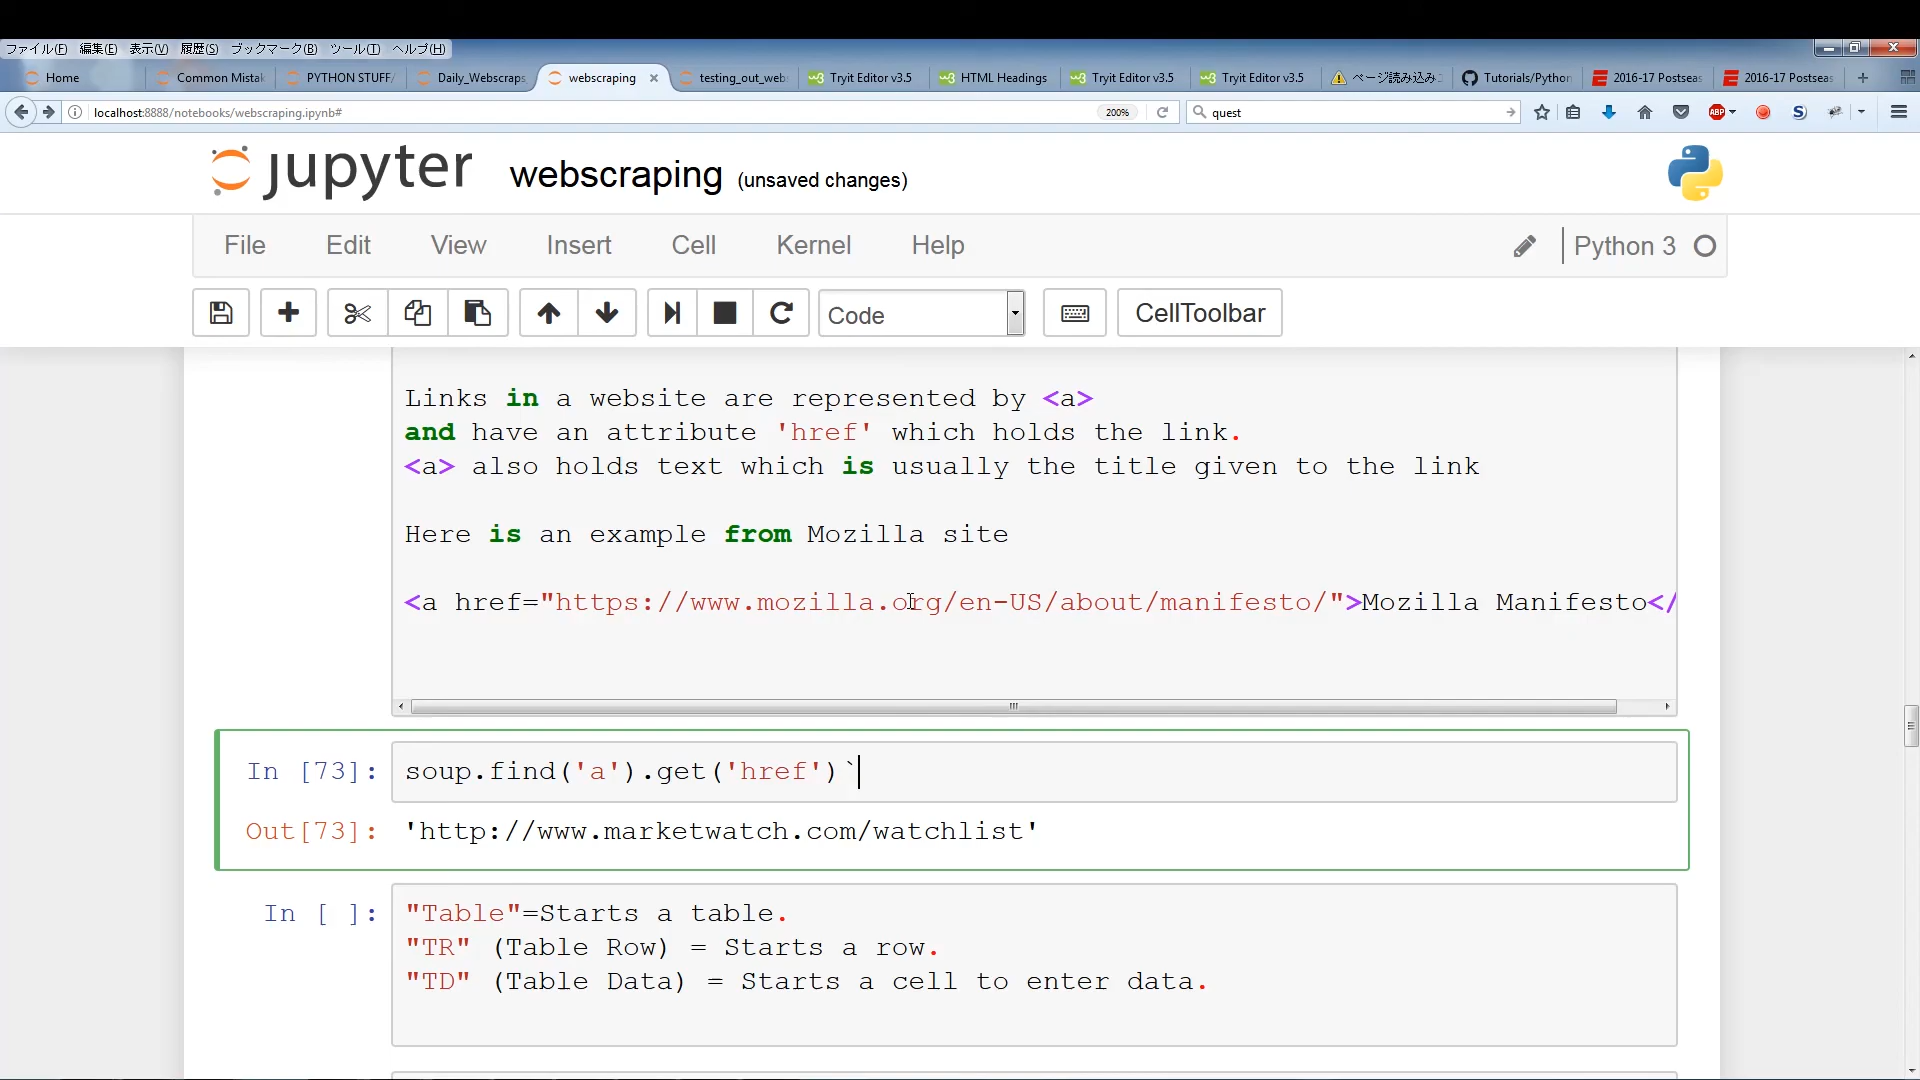 ファイル(F) 編集(E) 表示(V) 履歴(S) ブックマーク(B) ツール(T) ヘルプ(H)
Home Common Mistak PYTHON STUFF/ Daily_Webscraps webscraping testing_out_web Tryit Editor v3.5 HTML Headings Tryit Editor v3.5 Tryit Editor v3.5 ページ読み込みエ Tutorials/Python 2016-17 Postseas 2016-17 Postseas
localhost:8888/notebooks/webscraping.ipynb# 200% quest ABP S
jupyter webscraping (unsaved changes)
File Edit View Insert Cell Kernel Help Python 3
Code CellToolbar
Links in a website are represented by <a>
and have an attribute 'href' which holds the link.
<a> also holds text which is usually the title given to the link
Here is an example from Mozilla site
<a href="https://www.mozilla.org/en-US/about/manifesto/">Mozilla Manifesto</
In [73]: soup.find('a').get('href')`
Out[73]: 'http://www.marketwatch.com/watchlist'
In [ ]: "Table"=Starts a table.
"TR" (Table Row) = Starts a row.
"TD" (Table Data) = Starts a cell to enter data.